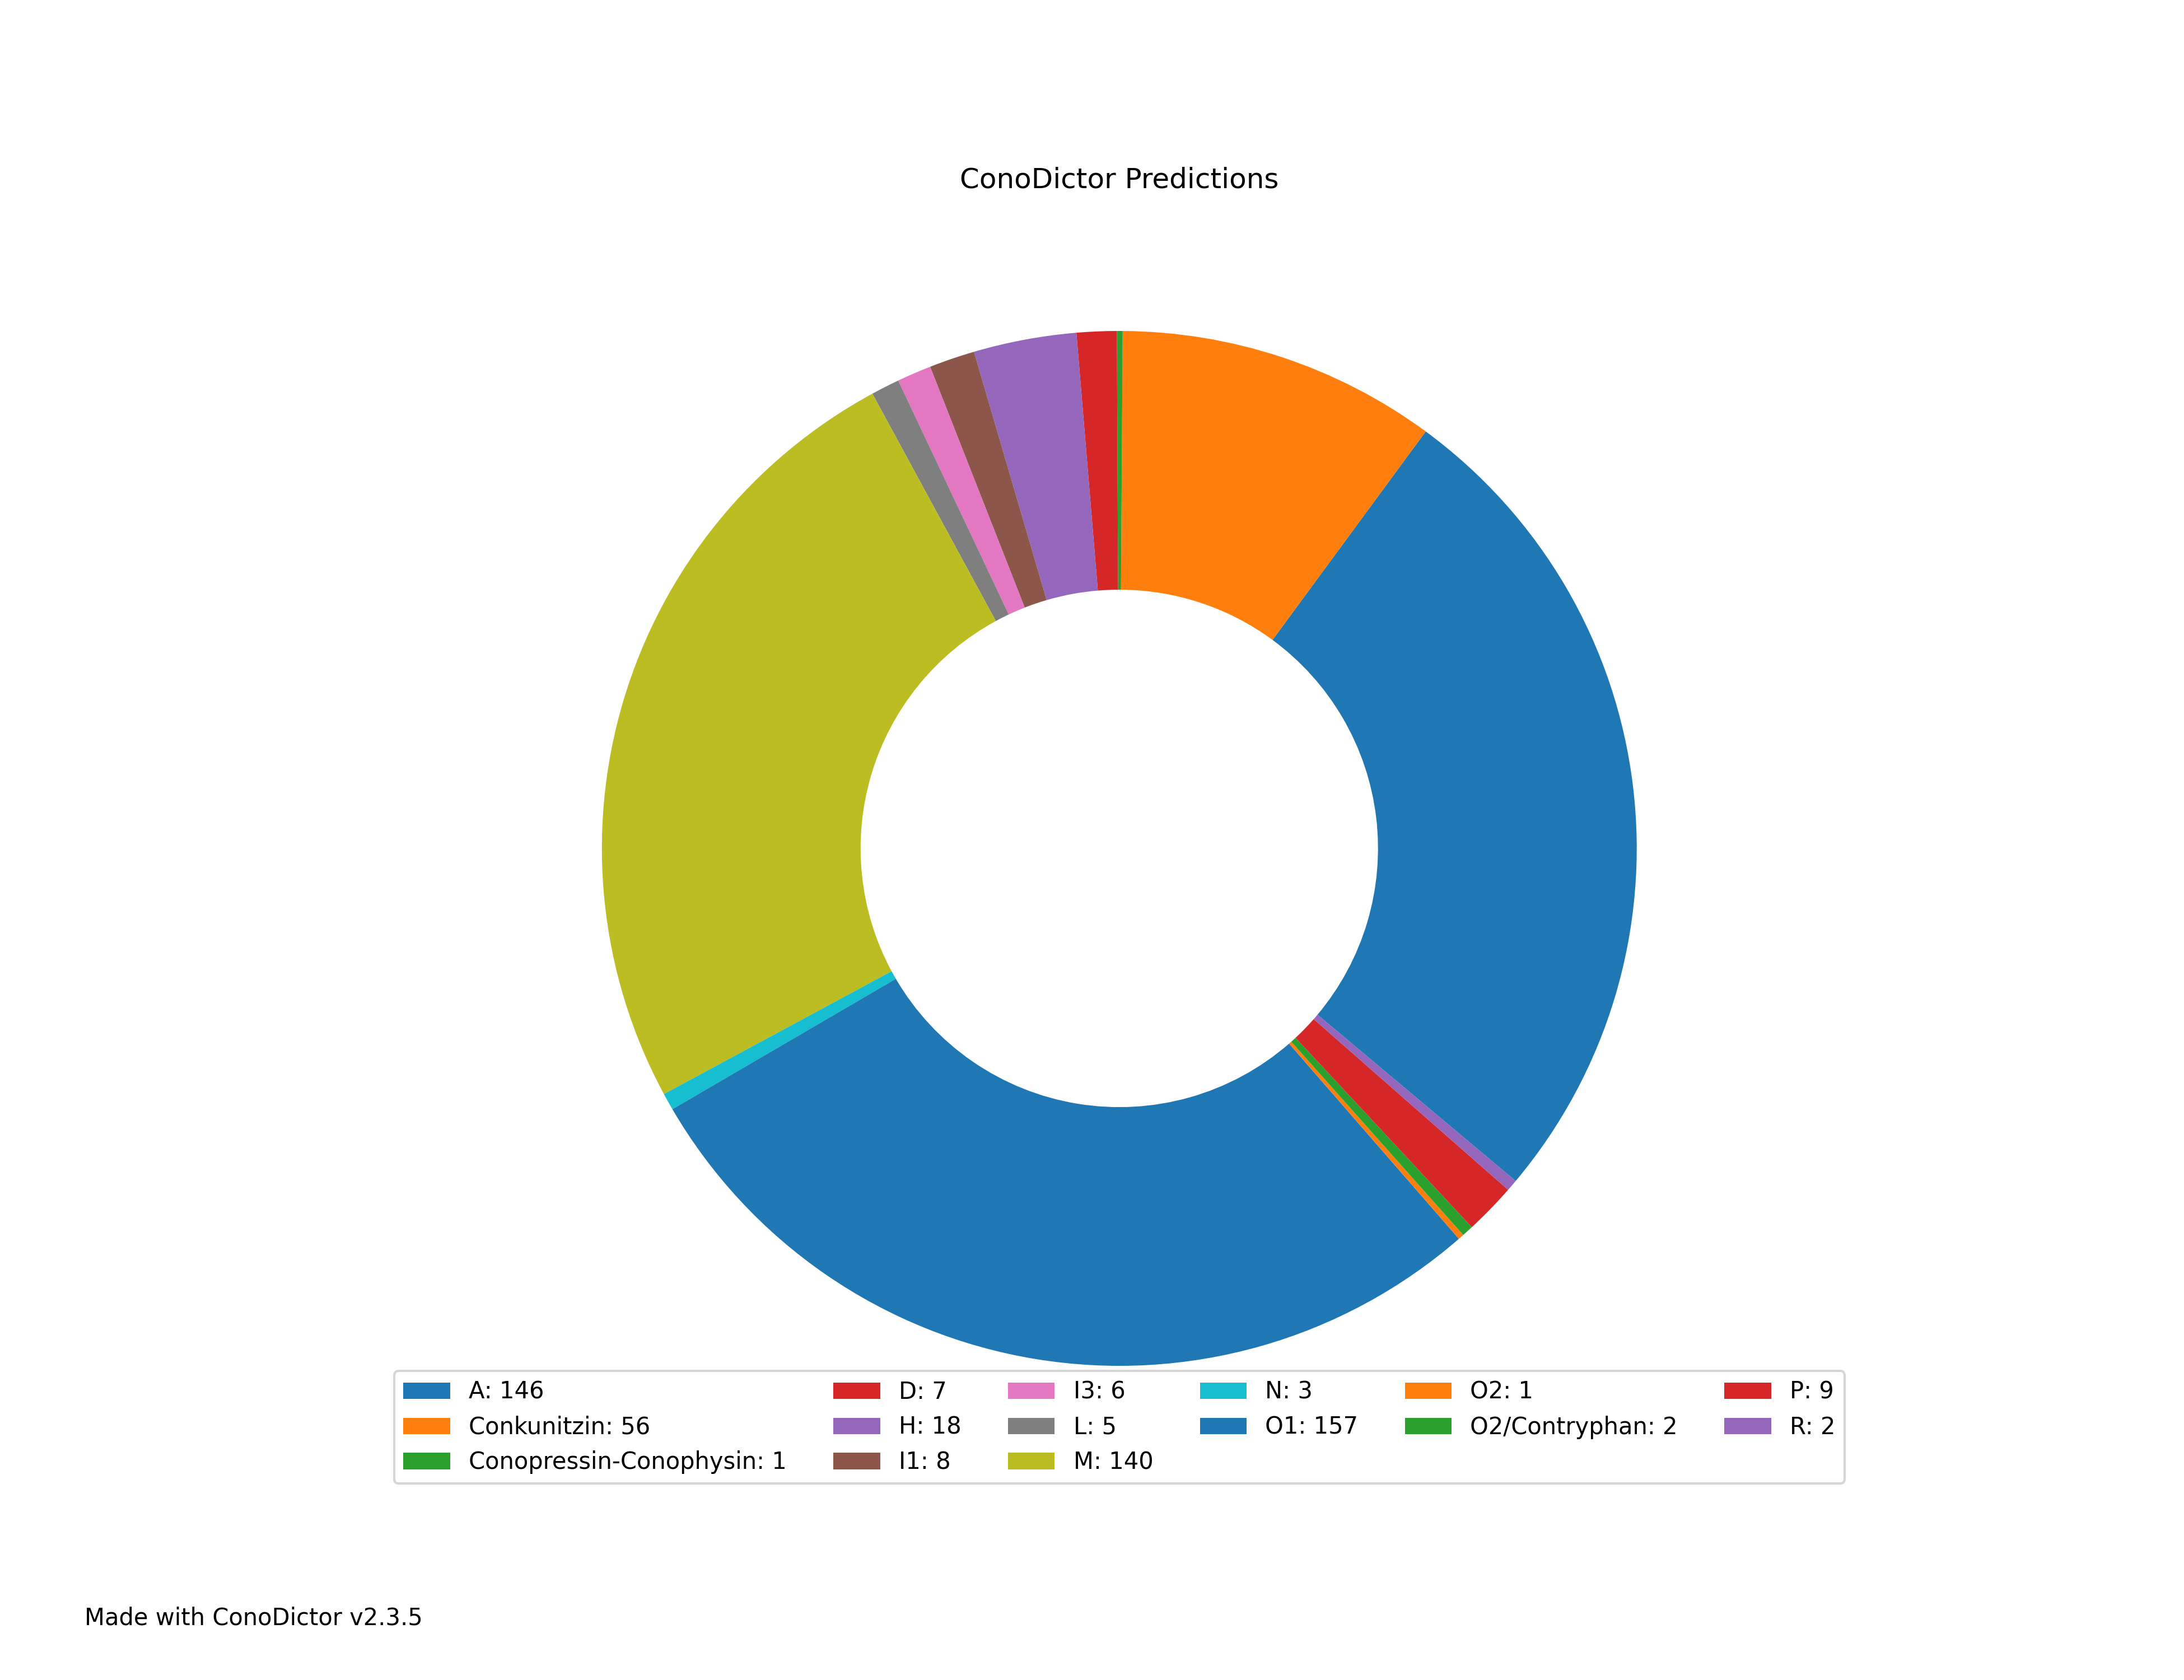 ConoDictor Predictions
A: 146
Conkunitzin: 56
Conopressin-Conophysin: 1
D: 7
H: 18
I1: 8
I3: 6
L: 5
M: 140
N: 3
O1: 157
O2: 1
O2/Contryphan: 2
P: 9
R: 2
Made with ConoDictor v2.3.5